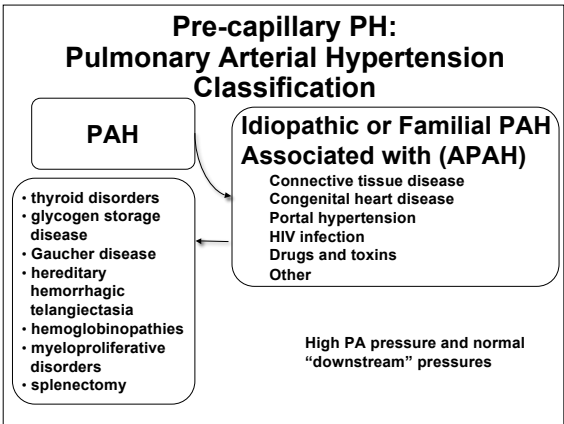 Pre-capillary PH:
Pulmonary Arterial Hypertension
Classification
PAH
Idiopathic or Familial PAH
Associated with (APAH)
Connective tissue disease
Congenital heart disease
Portal hypertension
HIV infection
Drugs and toxins
Other
• thyroid disorders
• glycogen storage
disease
• Gaucher disease
• hereditary
hemorrhagic
telangiectasia
• hemoglobinopathies
• myeloproliferative
disorders
• splenectomy
High PA pressure and normal
“downstream” pressures